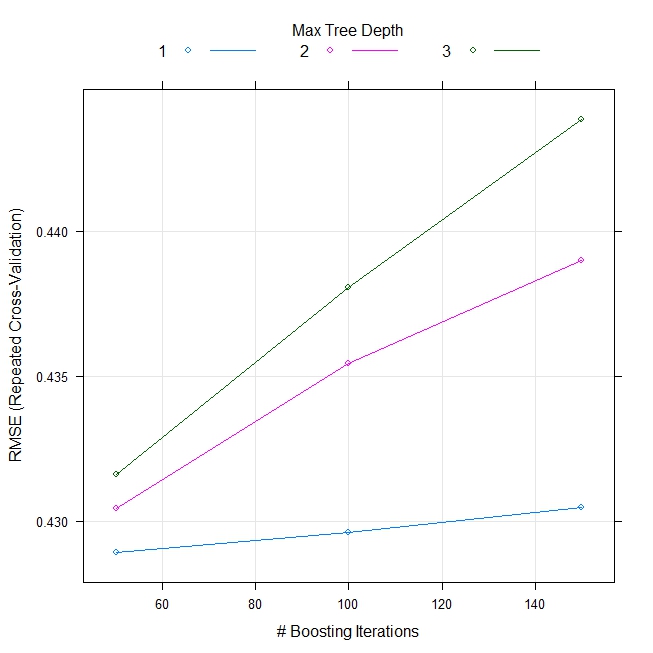 Max Tree Depth
1 2 3
RMSE (Repeated Cross-Validation)
0.440
0.435
0.430
60 80 100 120 140
# Boosting Iterations